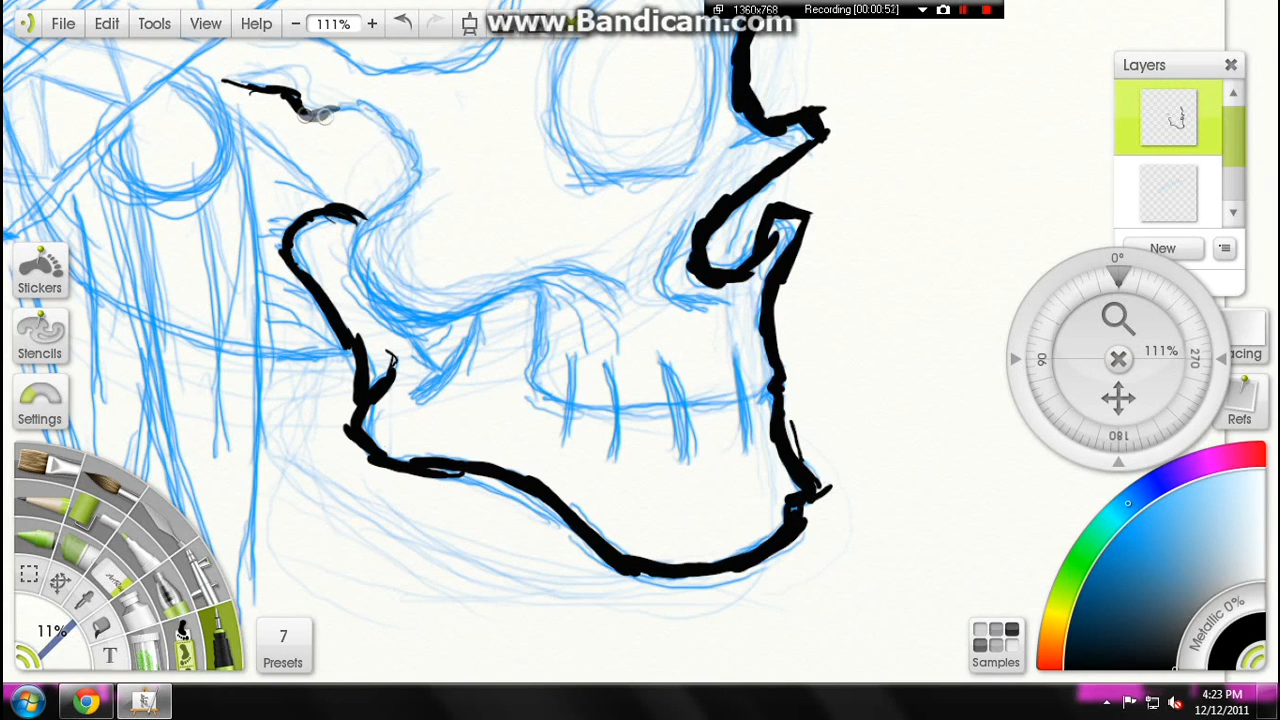 File Edit Tools View Help − 111% +
www.Bandicam.com
1360x768 Recording [00:00:52]
Layers
New
0°
111%
90
270
180
Stickers
Stencils
Settings
acing
Refs
11%
T
7
Presets
Samples
Metallic 0%
4:23 PM
12/12/2011